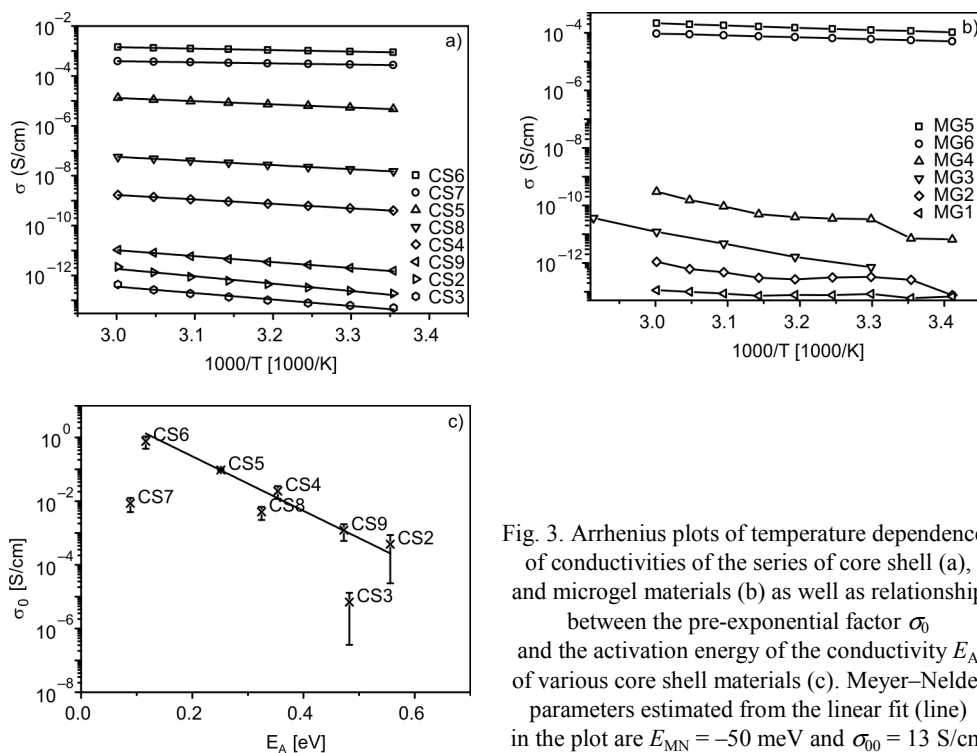 10⁻²
10⁻⁴
10⁻⁶
10⁻⁸
10⁻¹⁰
10⁻¹²
σ (S/cm)
a)
CS6
CS7
CS5
CS8
CS4
CS9
CS2
CS3
3.0 3.1 3.2 3.3 3.4
1000/T [1000/K]
10⁻⁴
10⁻⁶
10⁻⁸
10⁻¹⁰
10⁻¹²
σ (S/cm)
b)
MG5
MG6
MG4
MG3
MG2
MG1
3.0 3.1 3.2 3.3 3.4
1000/T [1000/K]
10⁰
10⁻²
10⁻⁴
10⁻⁶
10⁻⁸
σ₀ [S/cm]
c)
CS6
CS5
CS4
CS7
CS8
CS9
CS2
CS3
0.0 0.2 0.4 0.6
E_A [eV]
Fig. 3. Arrhenius plots of temperature dependence
of conductivities of the series of core shell (a),
and microgel materials (b) as well as relationship
between the pre-exponential factor σ₀
and the activation energy of the conductivity E_A
of various core shell materials (c). Meyer–Neldel
parameters estimated from the linear fit (line)
in the plot are E_MN = –50 meV and σ₀₀ = 13 S/cm